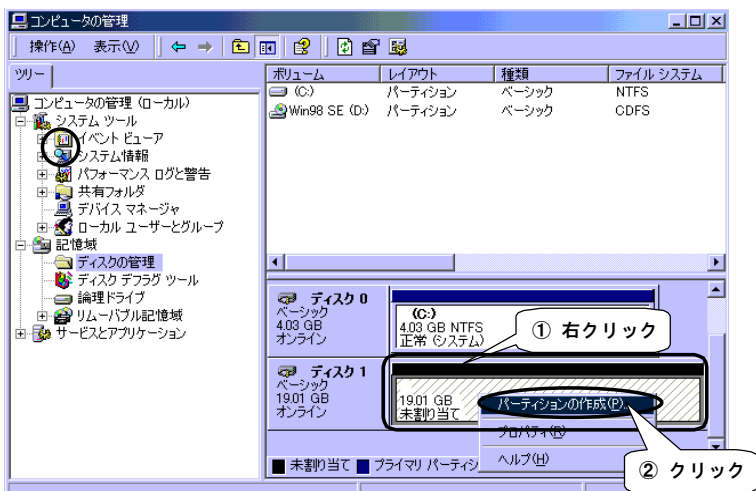 コンピュータの管理
操作(A) 表示(V)
ツリー
コンピュータの管理 (ローカル)
システム ツール
イベント ビューア
システム情報
パフォーマンス ログと警告
共有フォルダ
デバイス マネージャ
ローカル ユーザーとグループ
記憶域
ディスクの管理
ディスク デフラグ ツール
論理ドライブ
リムーバブル記憶域
サービスとアプリケーション
ボリューム レイアウト 種類 ファイル システム
(C:) パーティション ベーシック NTFS
Win98 SE (D:) パーティション ベーシック CDFS
ディスク 0
ベーシック
4.03 GB
オンライン
(C:)
4.03 GB NTFS
正常 (システム)
① 右クリック
ディスク 1
ベーシック
19.01 GB
オンライン
19.01 GB
未割り当て
パーティションの作成(P)...
プロパティ(R)
ヘルプ(H)
② クリック
未割り当て プライマリ パーティシ